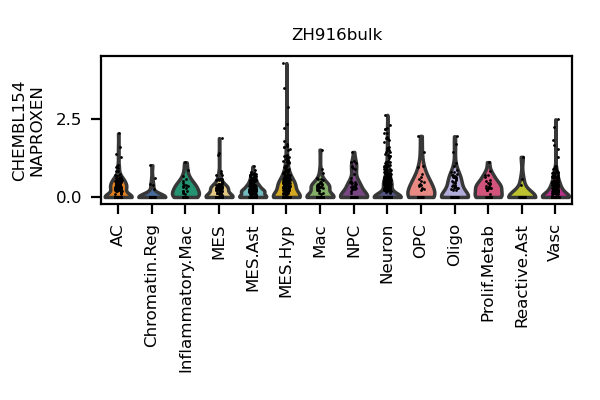 ZH916bulk
CHEMBL154
NAPROXEN
2.5
0.0
AC
Chromatin.Reg
Inflammatory.Mac
MES
MES.Ast
MES.Hyp
Mac
NPC
Neuron
OPC
Oligo
Prolif.Metab
Reactive.Ast
Vasc